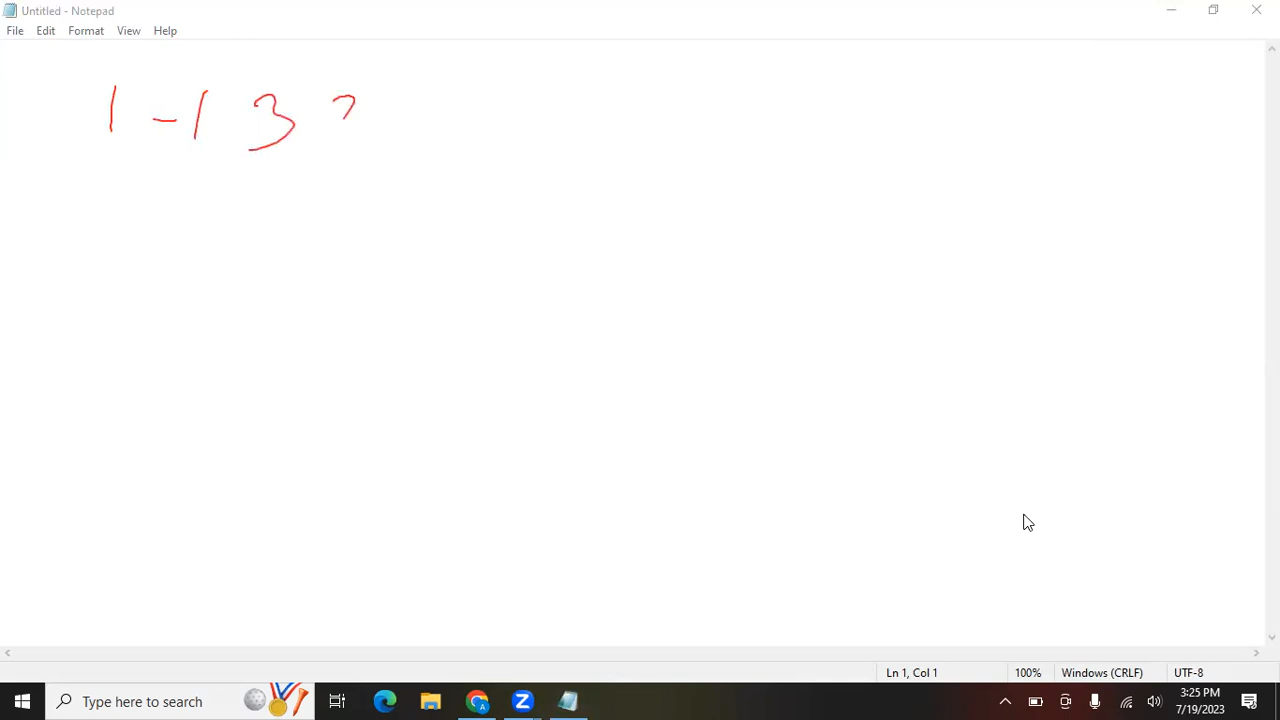 Untitled - Notepad
File Edit Format View Help
1 -1 3
Ln 1, Col 1 100% Windows (CRLF) UTF-8
Type here to search
3:25 PM
7/19/2023